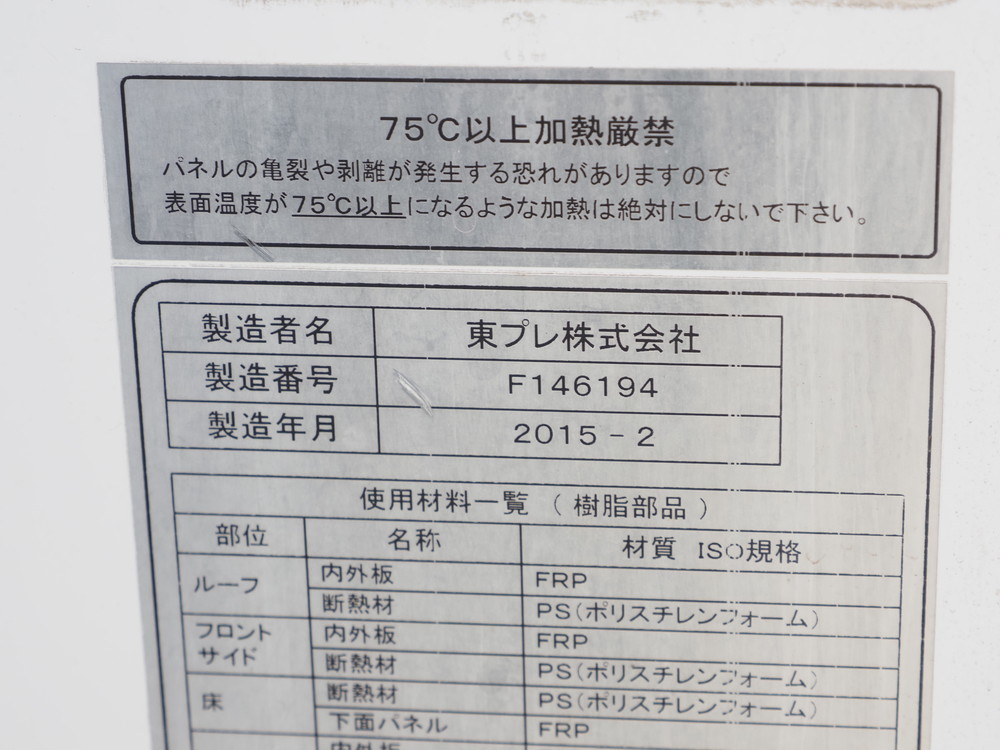 75℃以上加熱厳禁
パネルの亀裂や剥離が発生する恐れがありますので
表面温度が75℃以上になるような加熱は絶対にしないで下さい。
製造者名 東プレ株式会社
製造番号 F146194
製造年月 2015-2
使用材料一覧（樹脂部品）
部位 名称 材質 ISO規格
ルーフ 内外板 FRP
断熱材 PS(ポリスチレンフォーム)
フロント
サイド
内外板 FRP
断熱材 PS(ポリスチレンフォーム)
床 断熱材 PS(ポリスチレンフォーム)
下面パネル FRP
内外板